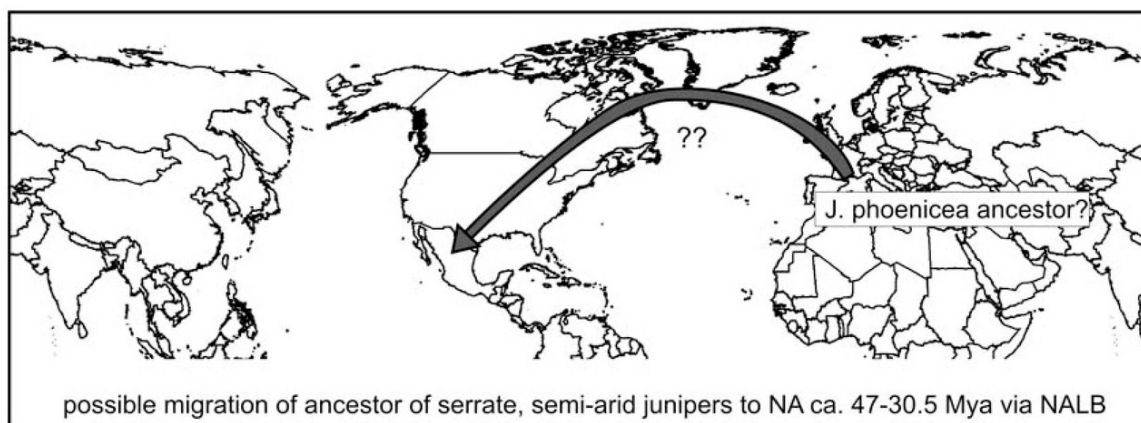 ??
J. phoenicea ancestor?
possible migration of ancestor of serrate, semi-arid junipers to NA ca. 47-30.5 Mya via NALB